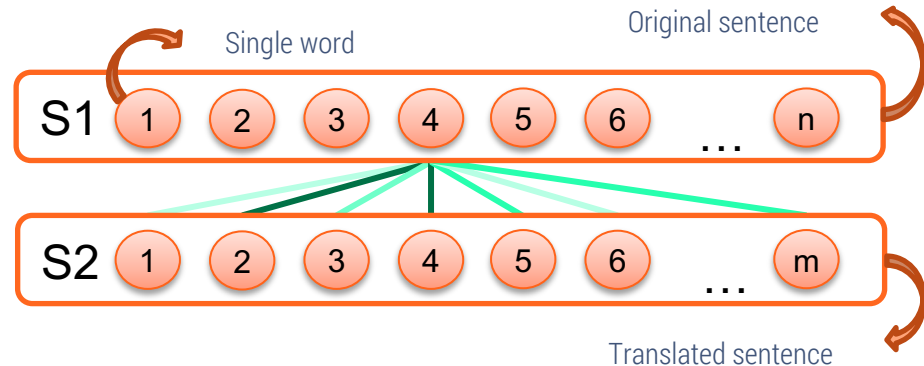 Original sentence
Single word
S1 1 2 3 4 5 6 ... n
S2 1 2 3 4 5 6 ... m
Translated sentence